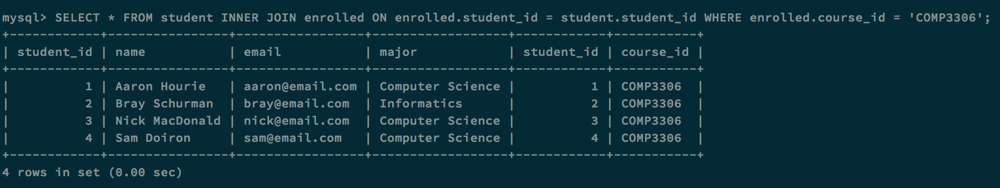 mysql> SELECT * FROM student INNER JOIN enrolled ON enrolled.student_id = student.student_id WHERE enrolled.course_id = 'COMP3306';
+------------+----------------+-----------------+------------------+------------+-----------+
| student_id | name           | email           | major            | student_id | course_id |
+------------+----------------+-----------------+------------------+------------+-----------+
|          1 | Aaron Hourie   | aaron@email.com | Computer Science |          1 | COMP3306  |
|          2 | Bray Schurman  | bray@email.com  | Informatics      |          2 | COMP3306  |
|          3 | Nick MacDonald | nick@email.com  | Computer Science |          3 | COMP3306  |
|          4 | Sam Doiron     | sam@email.com   | Computer Science |          4 | COMP3306  |
+------------+----------------+-----------------+------------------+------------+-----------+
4 rows in set (0.00 sec)